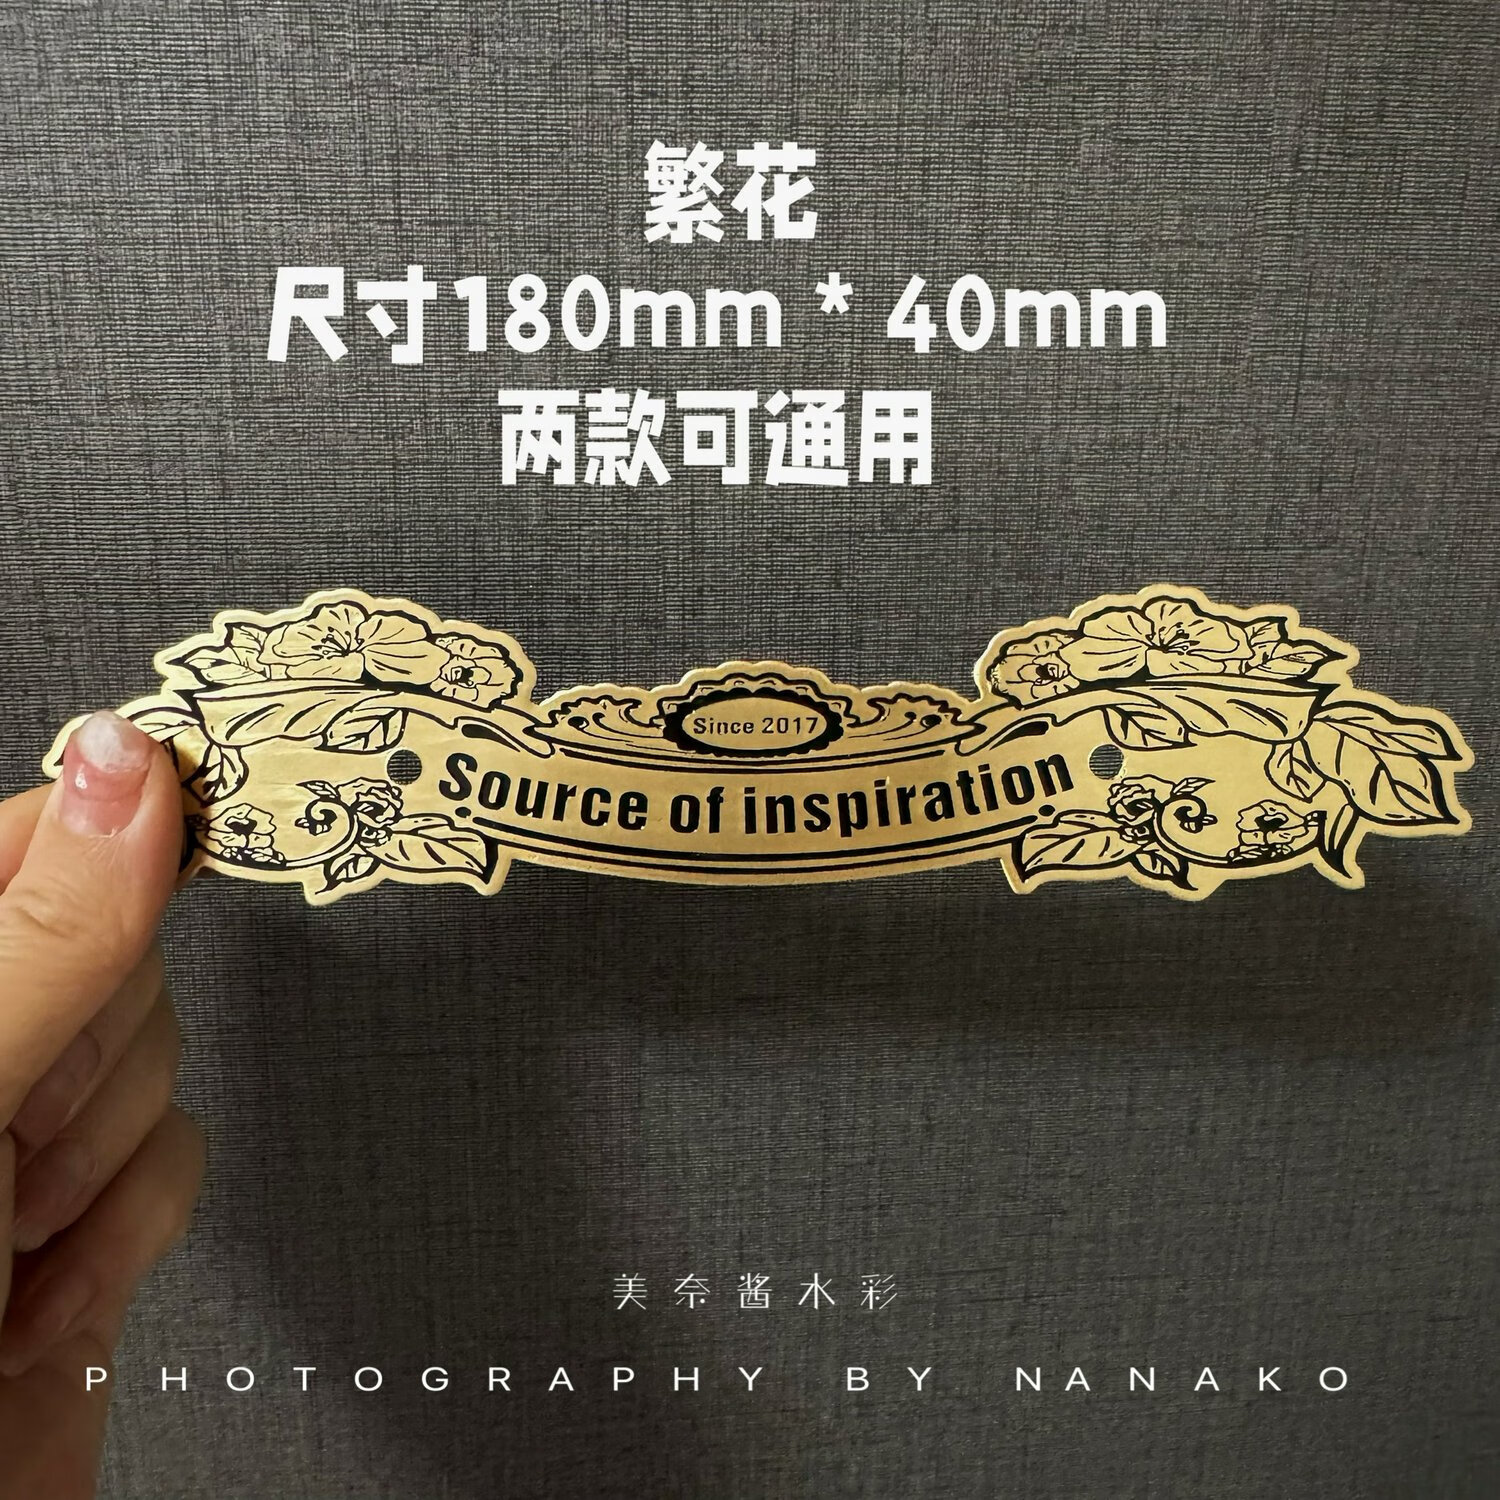 繁花
尺寸180mm * 40mm
两款可通用
Since 2017
Source of inspiration
美奈酱水彩
PHOTOGRAPHY BY NANAKO